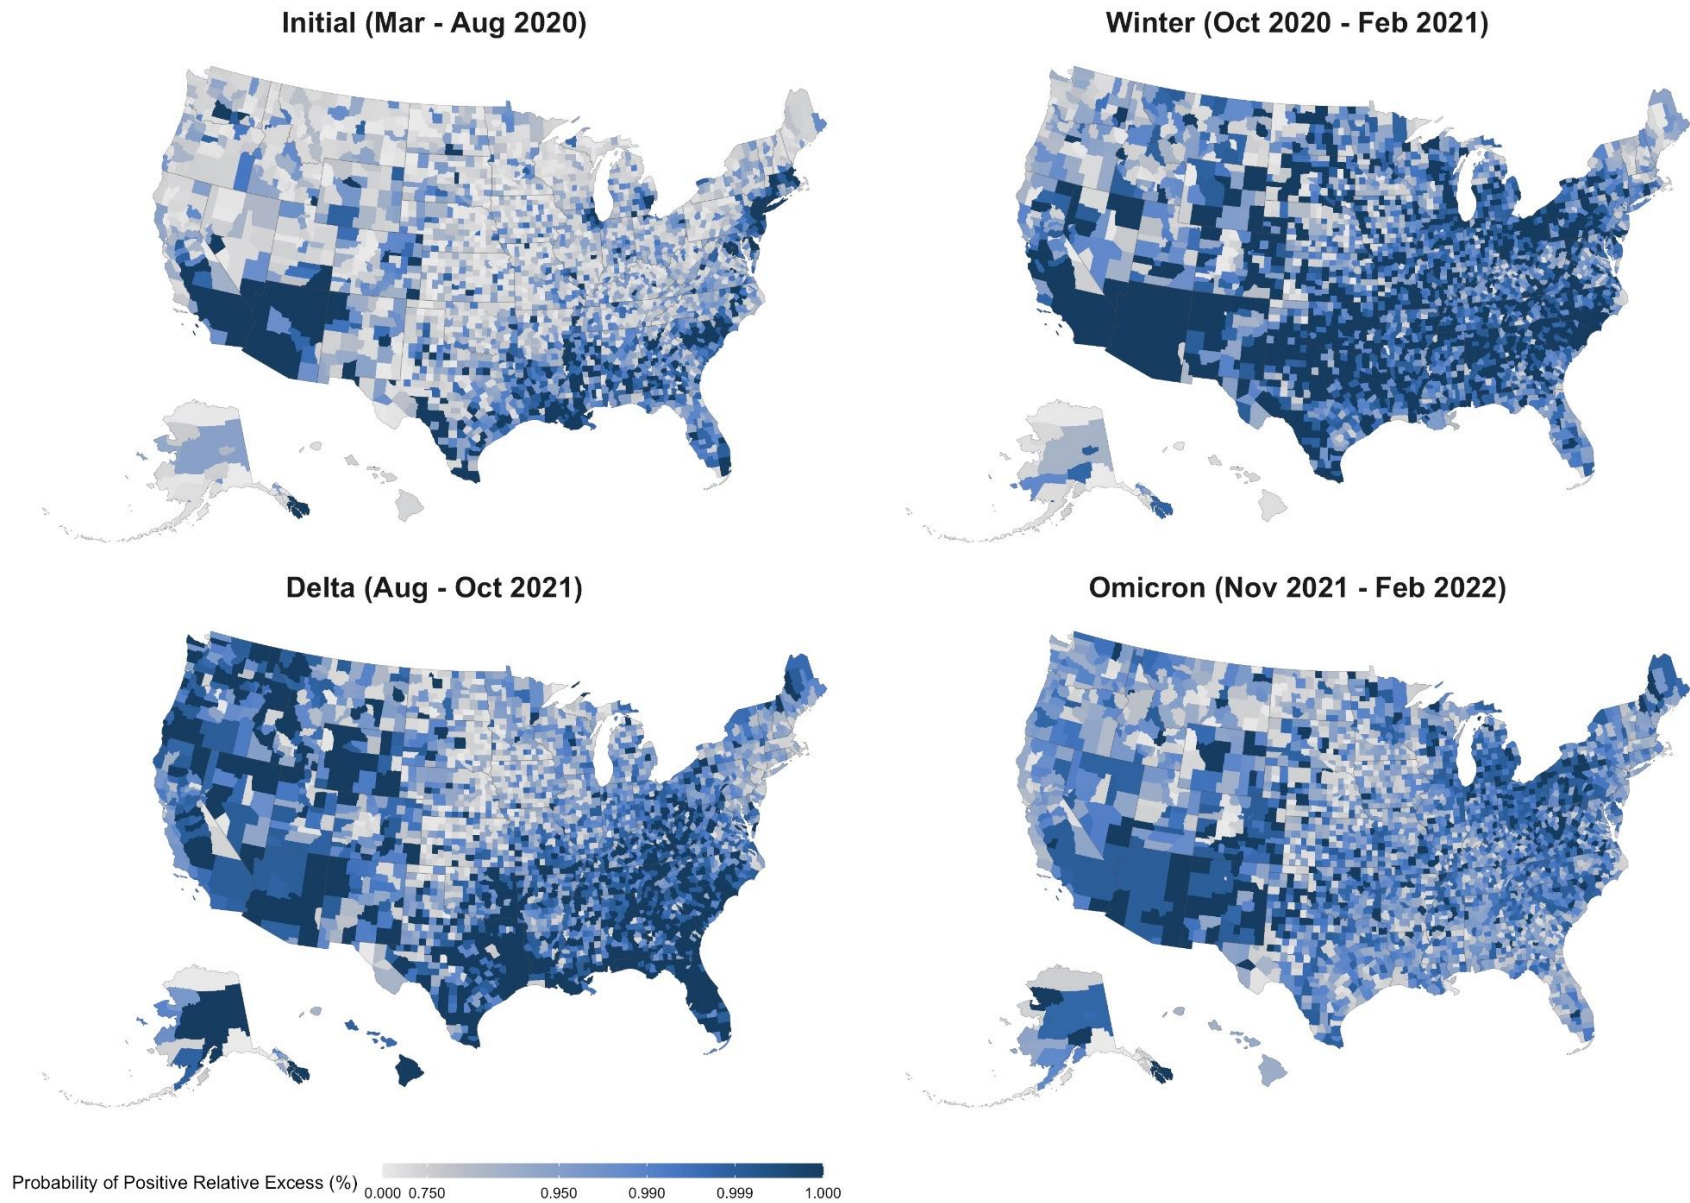 Initial (Mar - Aug 2020)
Winter (Oct 2020 - Feb 2021)
Delta (Aug - Oct 2021)
Omicron (Nov 2021 - Feb 2022)
Probability of Positive Relative Excess (%)
0.000 0.750 0.950 0.990 0.999 1.000